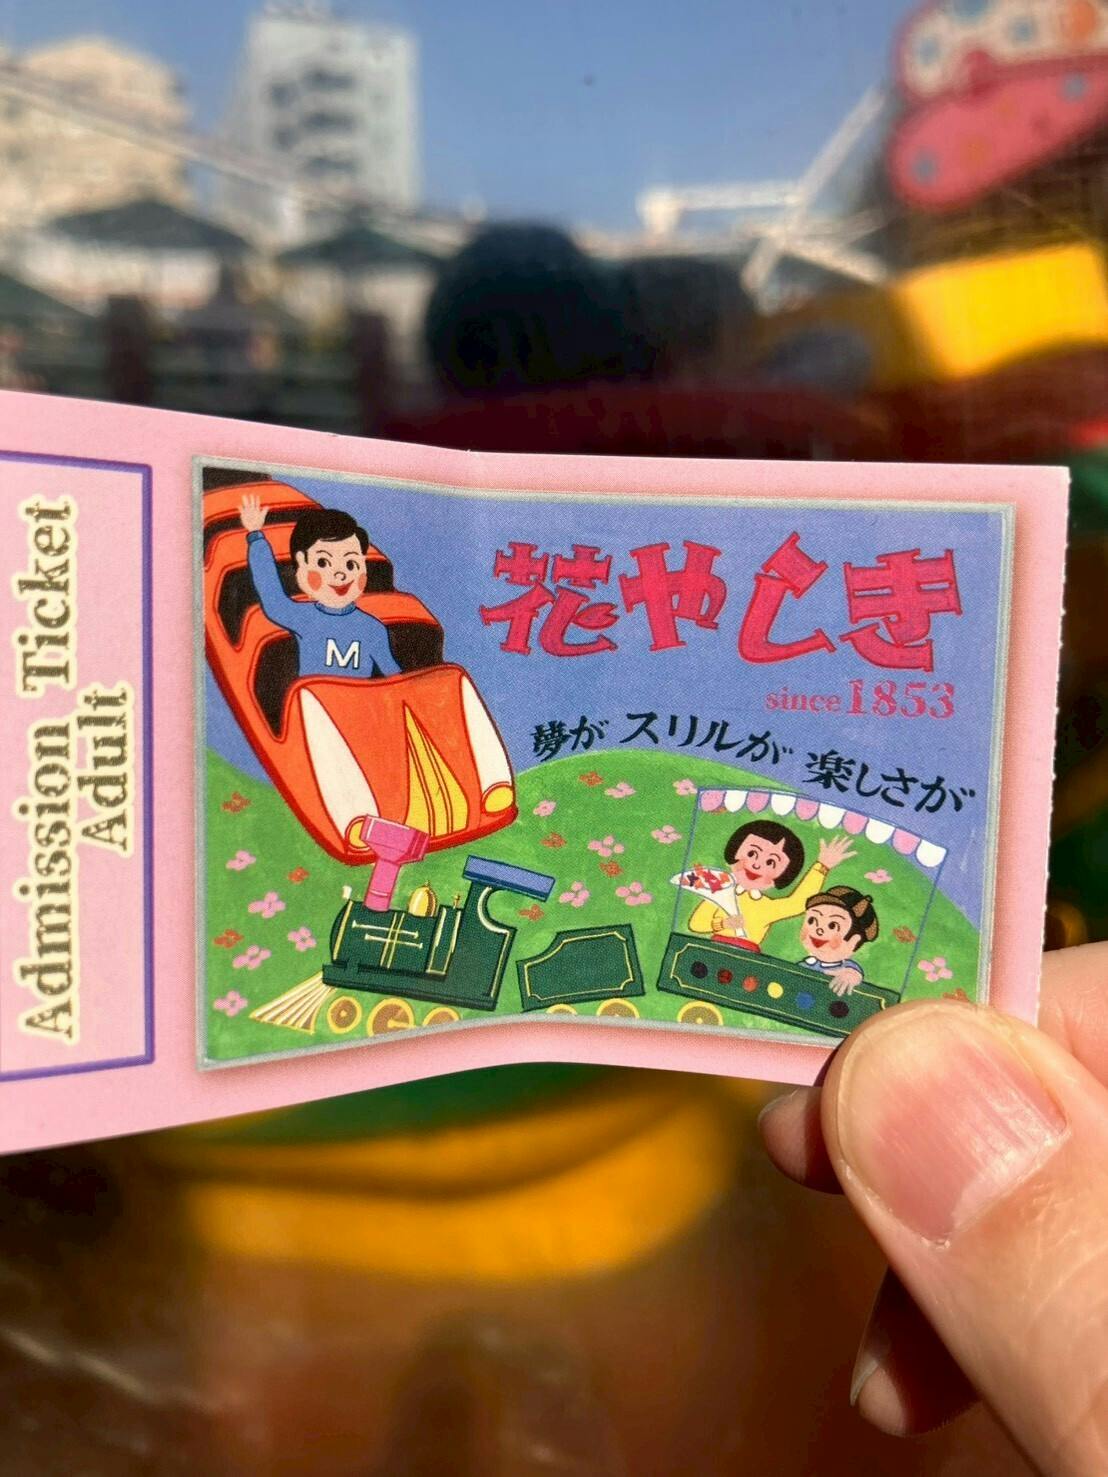 Admission Ticket
Adult
花やしき
since 1853
夢が スリルが 楽しさが
M